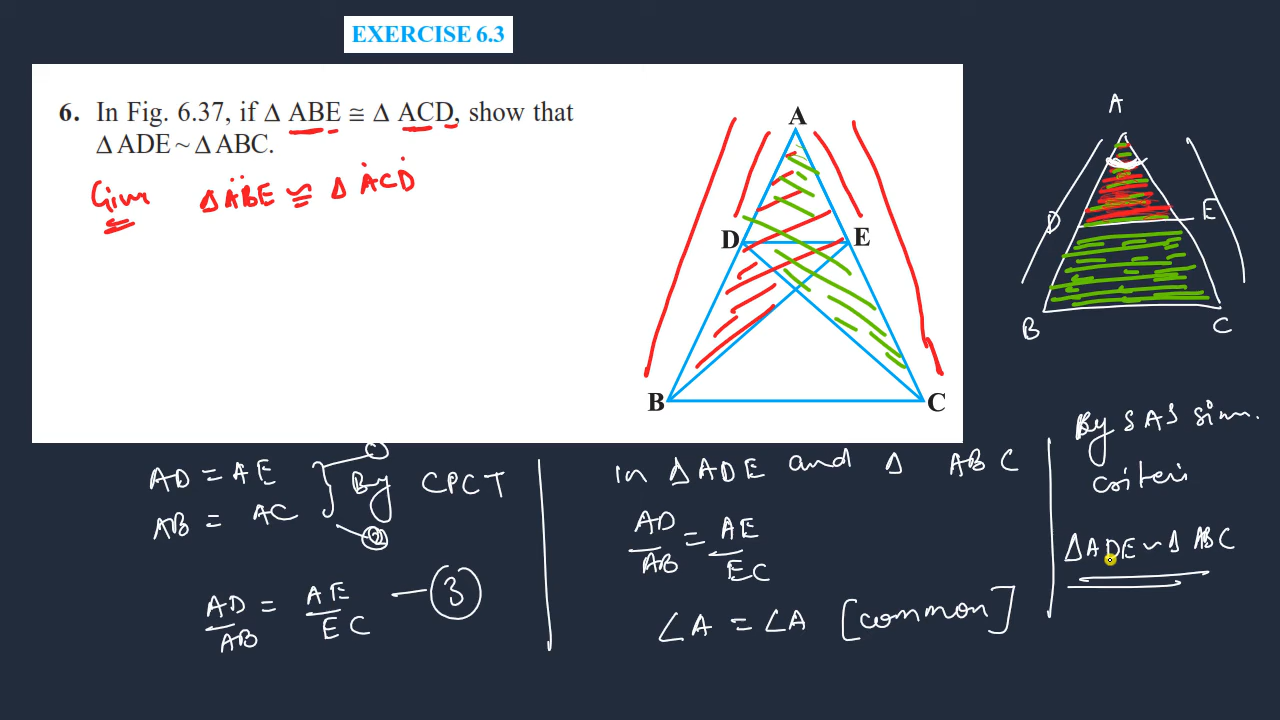 EXERCISE 6.3
6. In Fig. 6.37, if Δ ABE ≅ Δ ACD, show that
Δ ADE ~ Δ ABC.
Given Δ ABE ≅ Δ ACD
A
D
E
B
C
A
D
E
B
C
AD = AE ①
AB = AC ②
} By CPCT
AD/AB = AE/EC — ③
In Δ ADE and Δ ABC
AD/AB = AE/EC
∠A = ∠A [common]
By SAS sim.
criteri
Δ ADE ~ Δ ABC